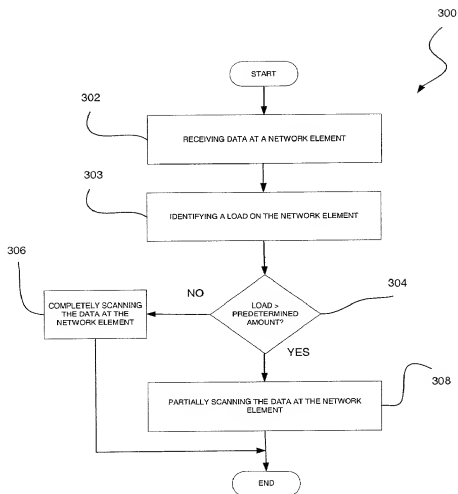 300
START
302
RECEIVING DATA AT A NETWORK ELEMENT
303
IDENTIFYING A LOAD ON THE NETWORK ELEMENT
306
NO
304
COMPLETELY SCANNING
THE DATA AT THE
NETWORK ELEMENT
LOAD >
PREDETERMINED
AMOUNT?
YES
PARTIALLY SCANNING THE DATA AT THE NETWORK
ELEMENT
308
END